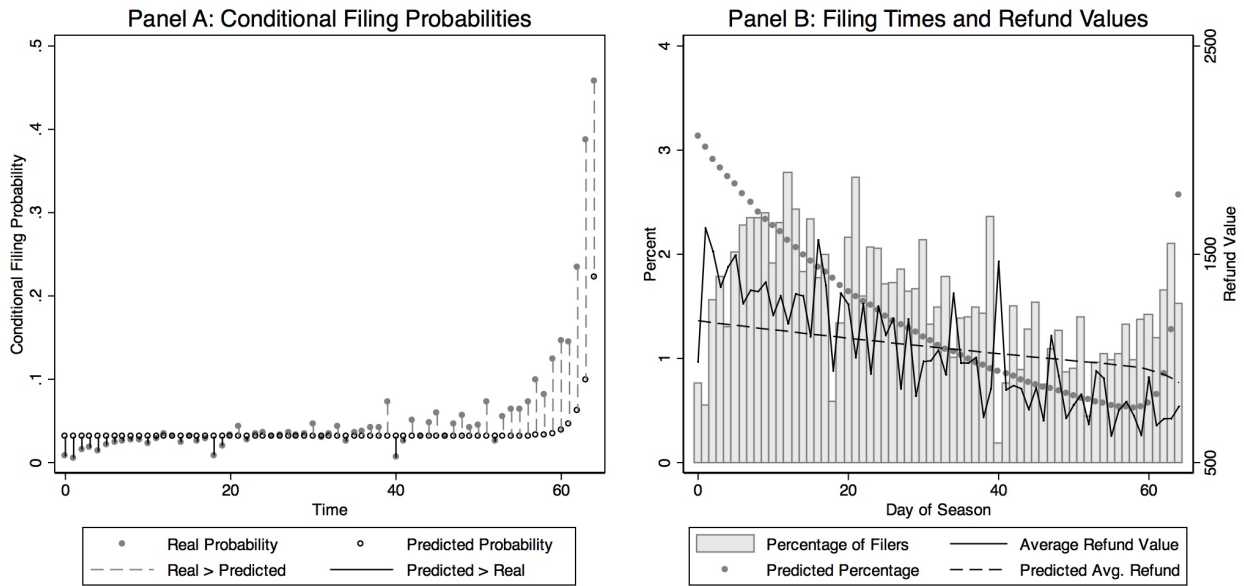 Panel A: Conditional Filing Probabilities
Conditional Filing Probability
.5
.4
.3
.2
.1
0
0 20 40 60
Time
Real Probability
Predicted Probability
Real > Predicted
Predicted > Real
Panel B: Filing Times and Refund Values
Percent
4
3
2
1
0
2500
1500
500
Refund Value
0 20 40 60
Day of Season
Percentage of Filers
Average Refund Value
Predicted Percentage
Predicted Avg. Refund